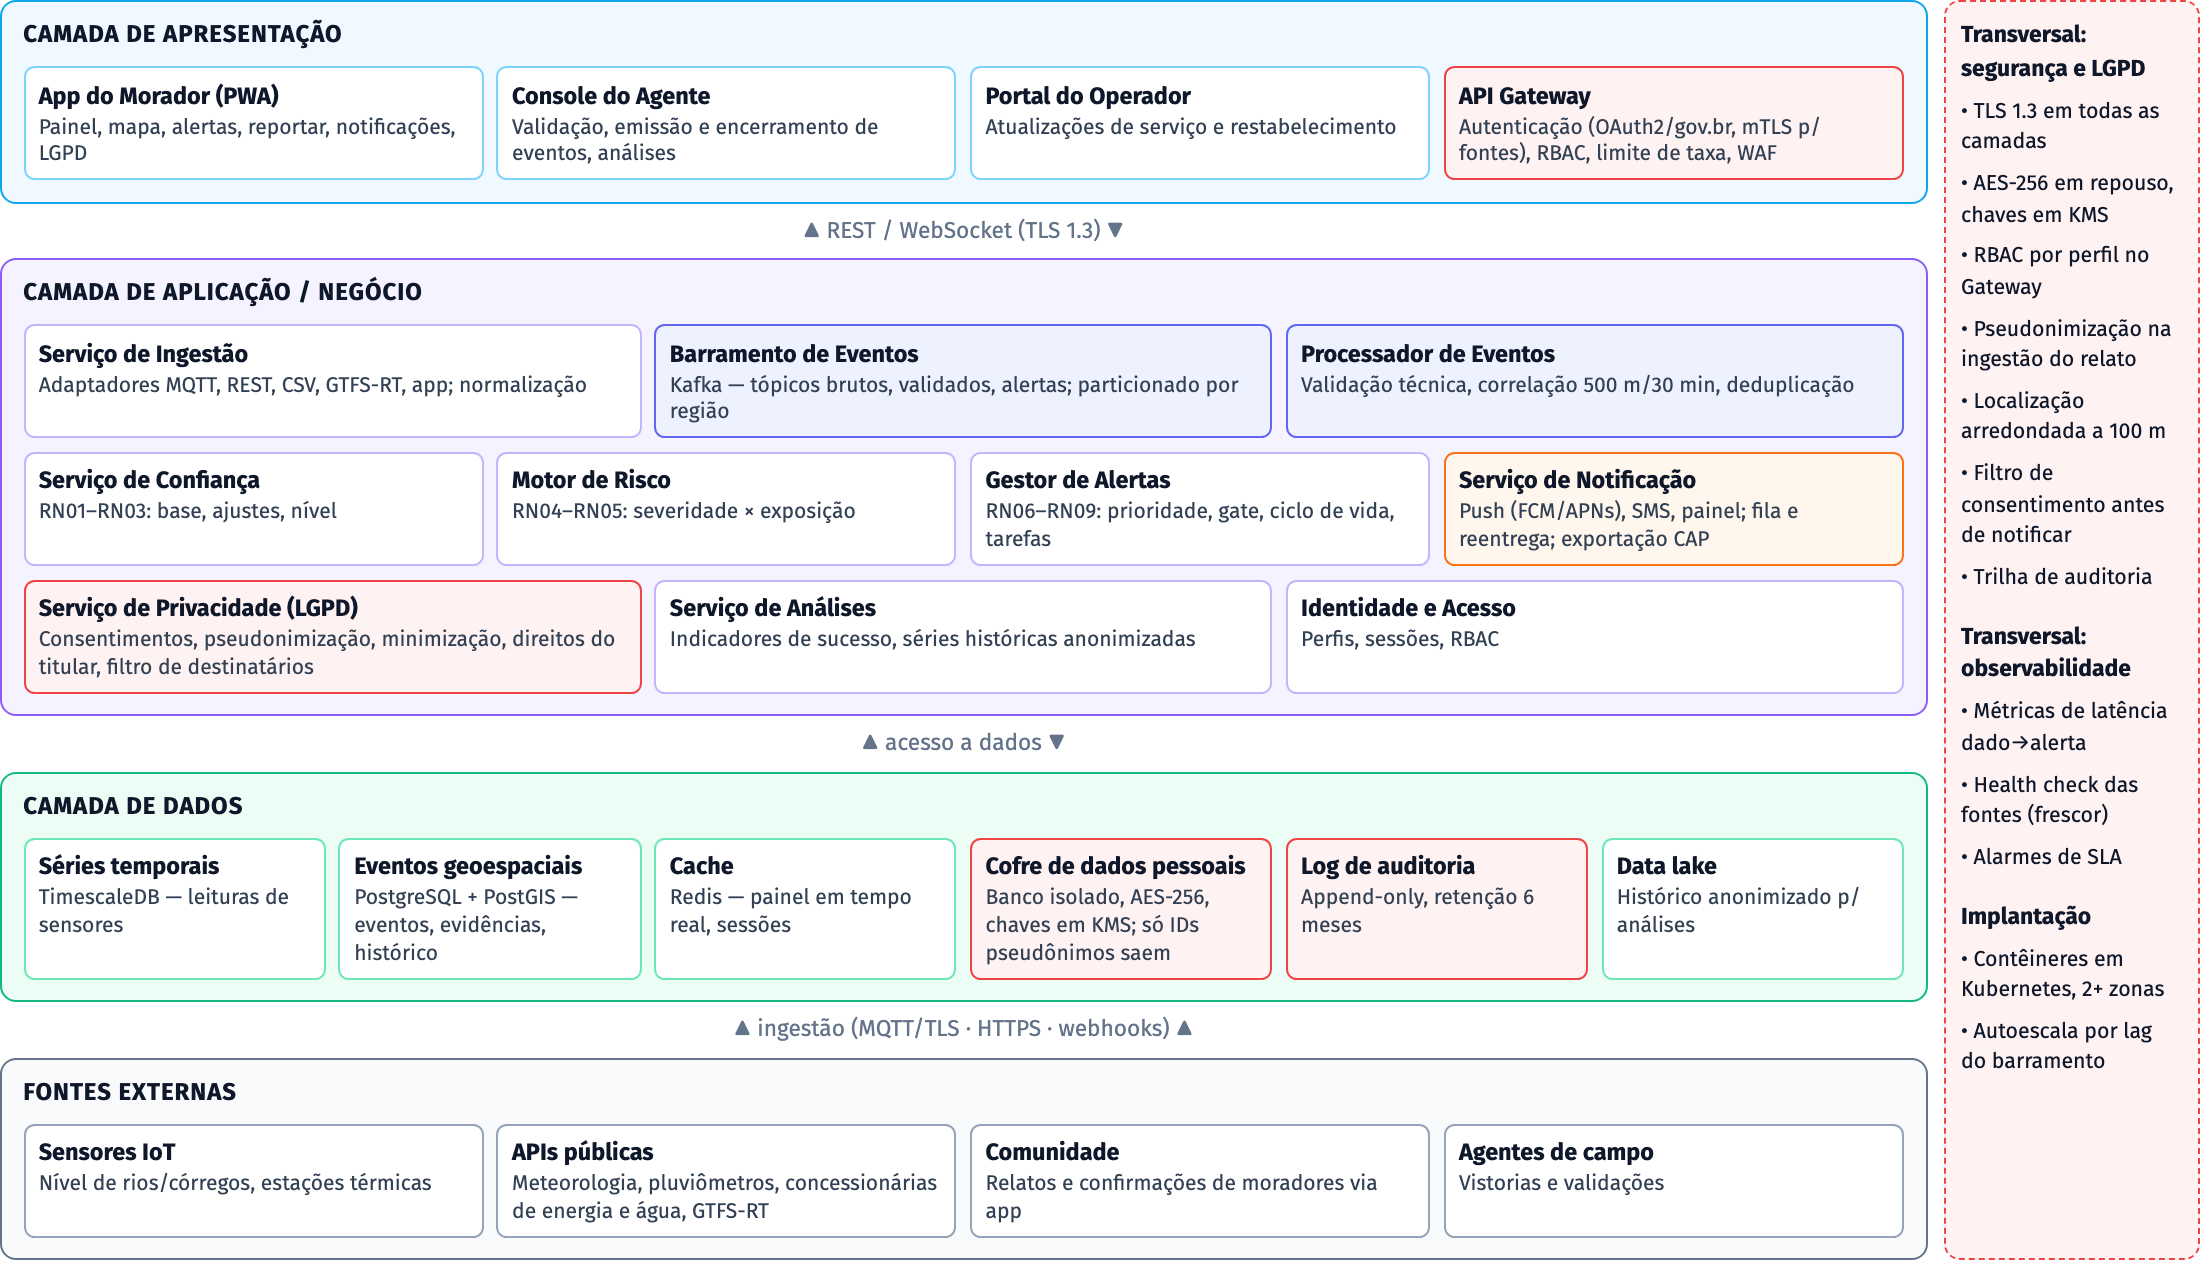 CAMADA DE APRESENTAÇÃO
App do Morador (PWA)
Painel, mapa, alertas, reportar, notificações,
LGPD
Console do Agente
Validação, emissão e encerramento de
eventos, análises
Portal do Operador
Atualizações de serviço e restabelecimento
API Gateway
Autenticação (OAuth2/gov.br, mTLS p/
fontes), RBAC, limite de taxa, WAF
▲ REST / WebSocket (TLS 1.3) ▼
CAMADA DE APLICAÇÃO / NEGÓCIO
Serviço de Ingestão
Adaptadores MQTT, REST, CSV, GTFS-RT, app; normalização
Barramento de Eventos
Kafka — tópicos brutos, validados, alertas; particionado por
região
Processador de Eventos
Validação técnica, correlação 500 m/30 min, deduplicação
Serviço de Confiança
RN01–RN03: base, ajustes, nível
Motor de Risco
RN04–RN05: severidade × exposição
Gestor de Alertas
RN06–RN09: prioridade, gate, ciclo de vida,
tarefas
Serviço de Notificação
Push (FCM/APNs), SMS, painel; fila e
reentrega; exportação CAP
Serviço de Privacidade (LGPD)
Consentimentos, pseudonimização, minimização, direitos do
titular, filtro de destinatários
Serviço de Análises
Indicadores de sucesso, séries históricas anonimizadas
Identidade e Acesso
Perfis, sessões, RBAC
▲ acesso a dados ▼
CAMADA DE DADOS
Séries temporais
TimescaleDB — leituras de
sensores
Eventos geoespaciais
PostgreSQL + PostGIS —
eventos, evidências,
histórico
Cache
Redis — painel em tempo
real, sessões
Cofre de dados pessoais
Banco isolado, AES-256,
chaves em KMS; só IDs
pseudônimos saem
Log de auditoria
Append-only, retenção 6
meses
Data lake
Histórico anonimizado p/
análises
▲ ingestão (MQTT/TLS · HTTPS · webhooks) ▲
FONTES EXTERNAS
Sensores IoT
Nível de rios/córregos, estações térmicas
APIs públicas
Meteorologia, pluviômetros, concessionárias
de energia e água, GTFS-RT
Comunidade
Relatos e confirmações de moradores via
app
Agentes de campo
Vistorias e validações
Transversal:
segurança e LGPD
• TLS 1.3 em todas as
camadas
• AES-256 em repouso,
chaves em KMS
• RBAC por perfil no
Gateway
• Pseudonimização na
ingestão do relato
• Localização
arredondada a 100 m
• Filtro de
consentimento antes
de notificar
• Trilha de auditoria
Transversal:
observabilidade
• Métricas de latência
dado→alerta
• Health check das
fontes (frescor)
• Alarmes de SLA
Implantação
• Contêineres em
Kubernetes, 2+ zonas
• Autoescala por lag
do barramento